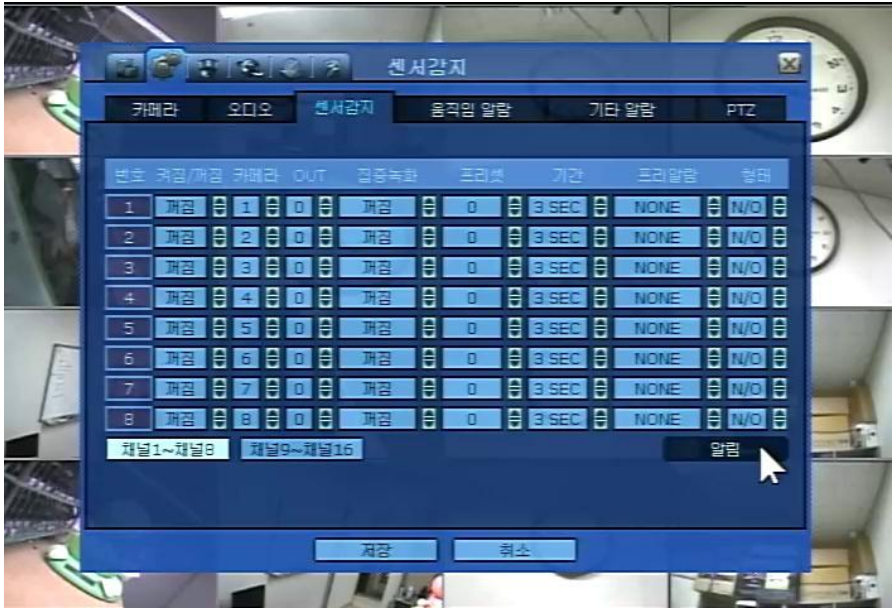 센서감지
카메라 오디오 센서감지 움직임 알람 기타 알람 PTZ
번호 켜짐/꺼짐 카메라 OUT 집중녹화 프리셋 기간 프리알람 형태
1 꺼짐 1 0 꺼짐 0 3 SEC NONE N/O
2 꺼짐 2 0 꺼짐 0 3 SEC NONE N/O
3 꺼짐 3 0 꺼짐 0 3 SEC NONE N/O
4 꺼짐 4 0 꺼짐 0 3 SEC NONE N/O
5 꺼짐 5 0 꺼짐 0 3 SEC NONE N/O
6 꺼짐 6 0 꺼짐 0 3 SEC NONE N/O
7 꺼짐 7 0 꺼짐 0 3 SEC NONE N/O
8 꺼짐 8 0 꺼짐 0 3 SEC NONE N/O
채널1~채널8 채널9~채널16 알림
저장 취소